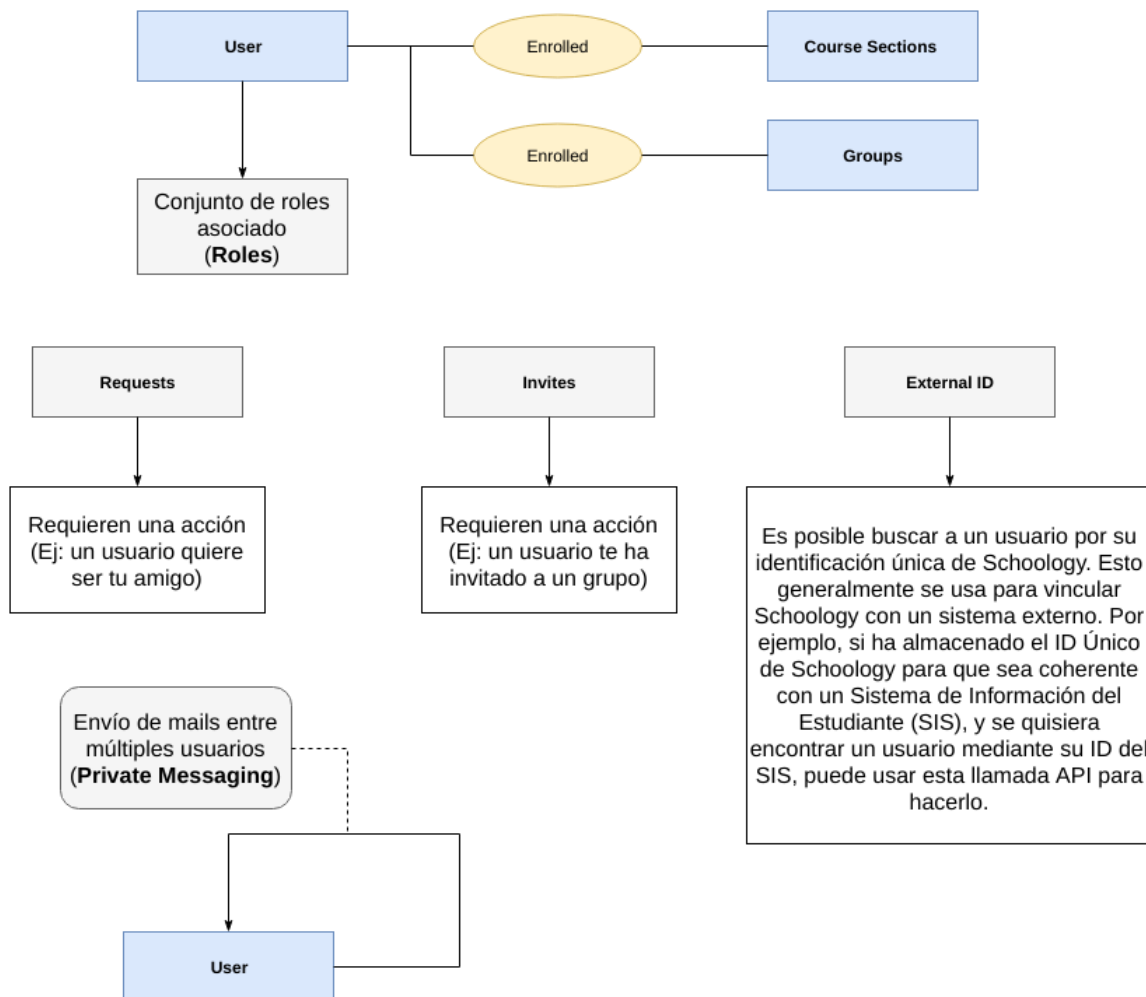 User
Enrolled
Course Sections
Enrolled
Groups
Conjunto de roles
asociado
(Roles)
Requests
Invites
External ID
Requieren una acción
(Ej: un usuario quiere
ser tu amigo)
Requieren una acción
(Ej: un usuario te ha
invitado a un grupo)
Es posible buscar a un usuario por su
identificación única de Schoology. Esto
generalmente se usa para vincular
Schoology con un sistema externo. Por
ejemplo, si ha almacenado el ID Único
de Schoology para que sea coherente
con un Sistema de Información del
Estudiante (SIS), y se quisiera
encontrar un usuario mediante su ID del
SIS, puede usar esta llamada API para
hacerlo.
Envío de mails entre
múltiples usuarios
(Private Messaging)
User